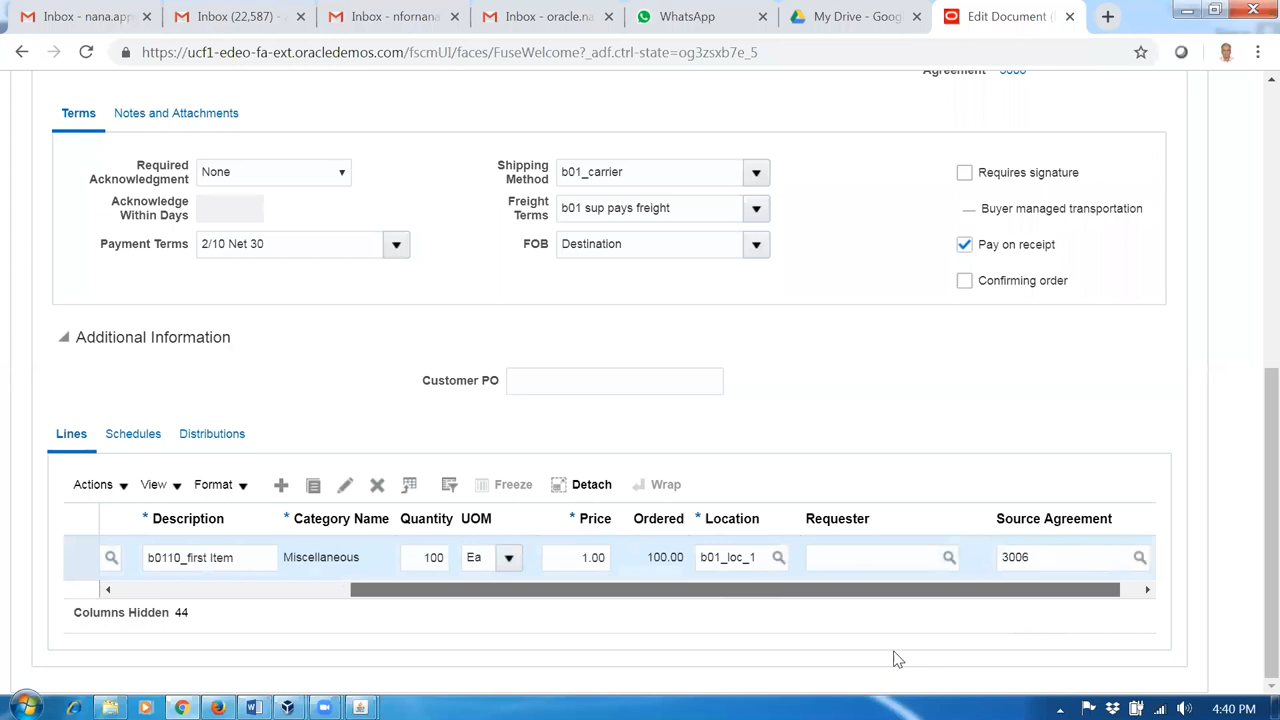 Inbox - nana.app
Inbox (2267) -
Inbox - nfornan
WhatsApp
My Drive - Goog
Edit Document (
https://ucf1-edeo-fa-ext.oracledemos.com/fscmUI/faces/FuseWelcome?_adf.ctrl-state=og3zsxb7e_5
Agreement 3006
Terms Notes and Attachments
Required Acknowledgment None
Shipping Method b01_carrier
Requires signature
Acknowledge Within Days
Freight Terms b01 sup pays freight
Buyer managed transportation
Payment Terms 2/10 Net 30
FOB Destination
Pay on receipt
Confirming order
Additional Information
Customer PO
Lines Schedules Distributions
Actions View Format Freeze Detach Wrap
* Description * Category Name Quantity UOM * Price Ordered * Location Requester Source Agreement
b0110_first Item Miscellaneous 100 Ea 1.00 100.00 b01_loc_1 3006
Columns Hidden 44
4:40 PM